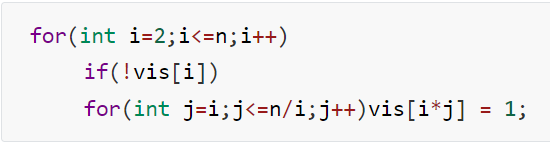 for(int i=2;i<=n;i++)
if(!vis[i])
for(int j=i;j<=n/i;j++)vis[i*j] = 1;